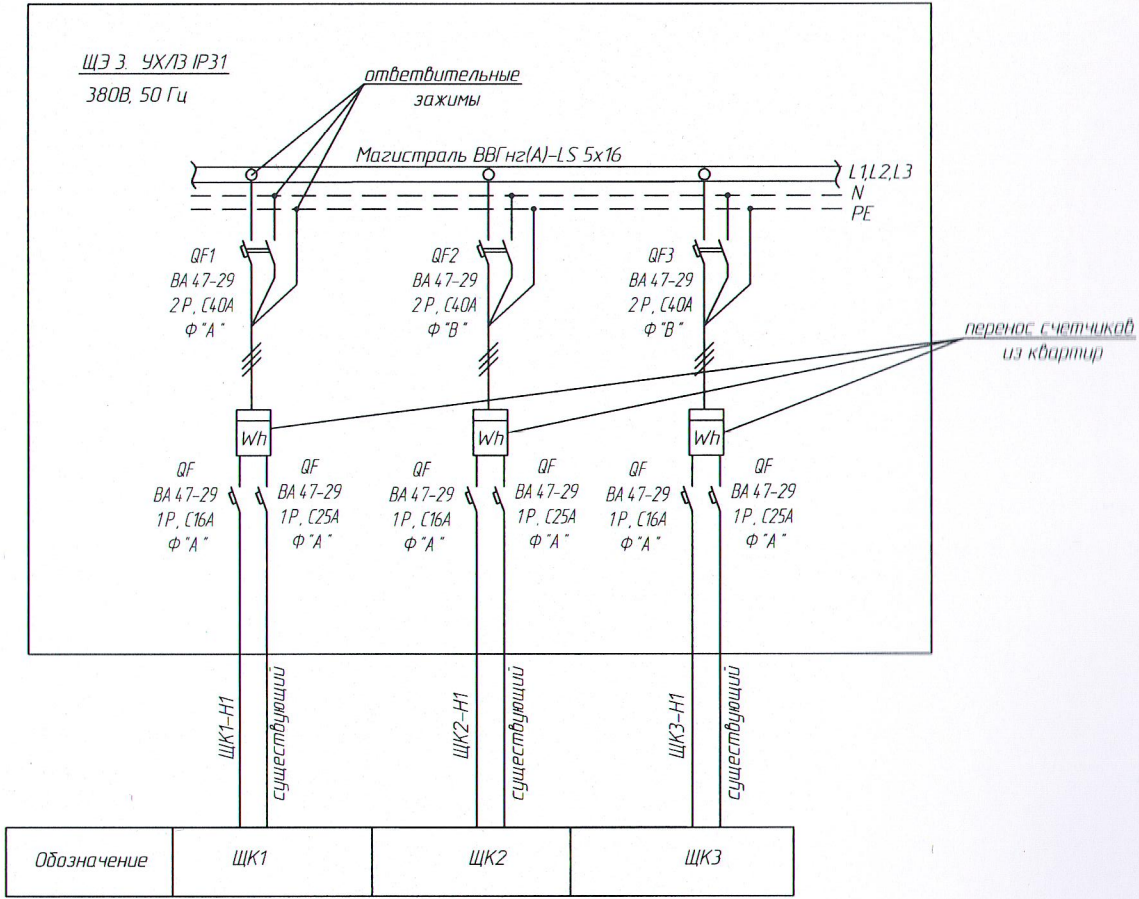 ЩЭ 3. УХЛ3 IP31
380В, 50 Гц
ответвительные
зажимы
Магистраль ВВГнг(А)-LS 5х16
L1,L2,L3
N
PE
QF1
ВА 47-29
2 Р, С40А
Ф "А"
QF2
ВА 47-29
2 Р, С40А
Ф "В"
QF3
ВА 47-29
2 Р, С40А
Ф "В"
перенос счетчиков
из квартир
Wh
Wh
Wh
QF
ВА 47-29
1 Р, С16А
Ф "А"
QF
ВА 47-29
1 Р, С25А
Ф "А"
QF
ВА 47-29
1 Р, С16А
Ф "А"
QF
ВА 47-29
1 Р, С25А
Ф "А"
QF
ВА 47-29
1 Р, С16А
Ф "А"
QF
ВА 47-29
1 Р, С25А
Ф "А"
ЩК1-Н1
существующий
ЩК2-Н1
существующий
ЩК3-Н1
существующий
Обозначение
ЩК1
ЩК2
ЩК3